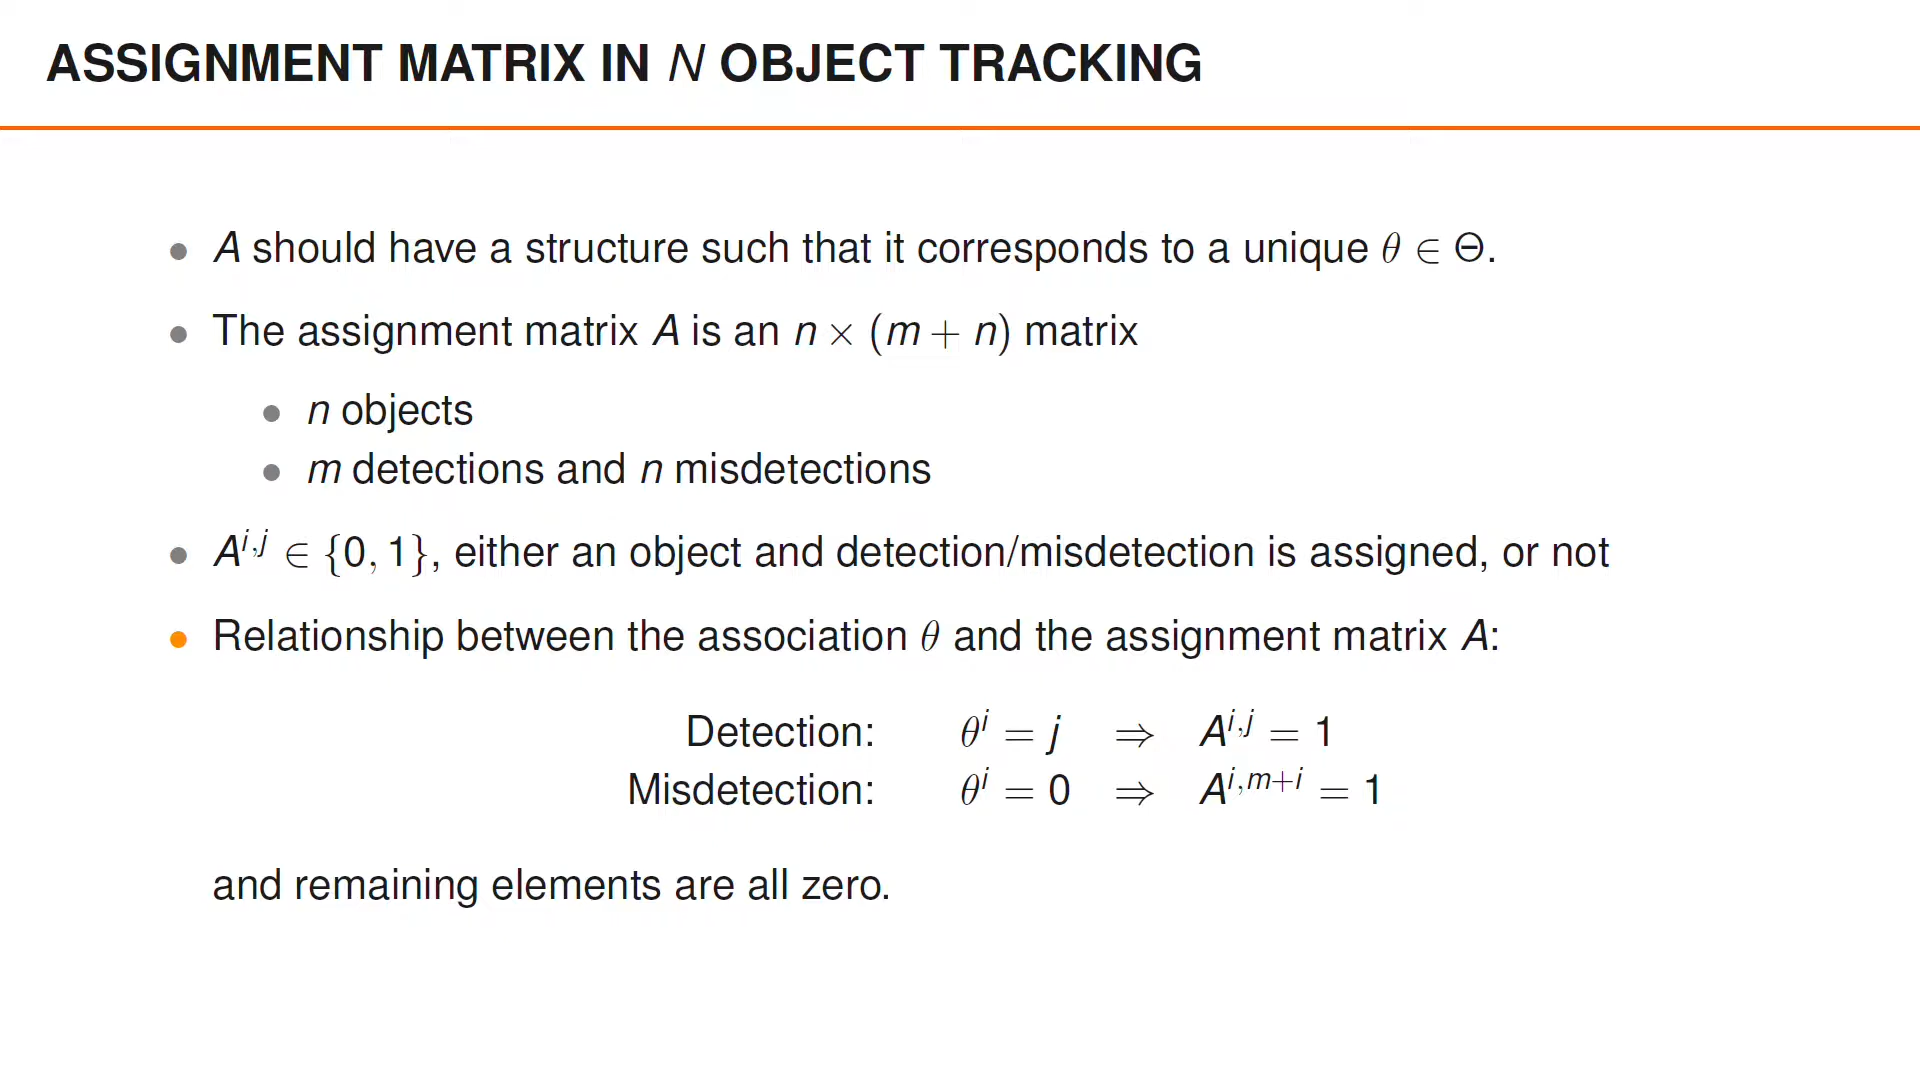 ASSIGNMENT MATRIX IN N OBJECT TRACKING
• A should have a structure such that it corresponds to a unique θ ∈ Θ.
• The assignment matrix A is an n × (m + n) matrix
• n objects
• m detections and n misdetections
• A^{i,j} ∈ {0, 1}, either an object and detection/misdetection is assigned, or not
• Relationship between the association θ and the assignment matrix A:
Detection: θ^i = j ⇒ A^{i,j} = 1
Misdetection: θ^i = 0 ⇒ A^{i,m+i} = 1
and remaining elements are all zero.